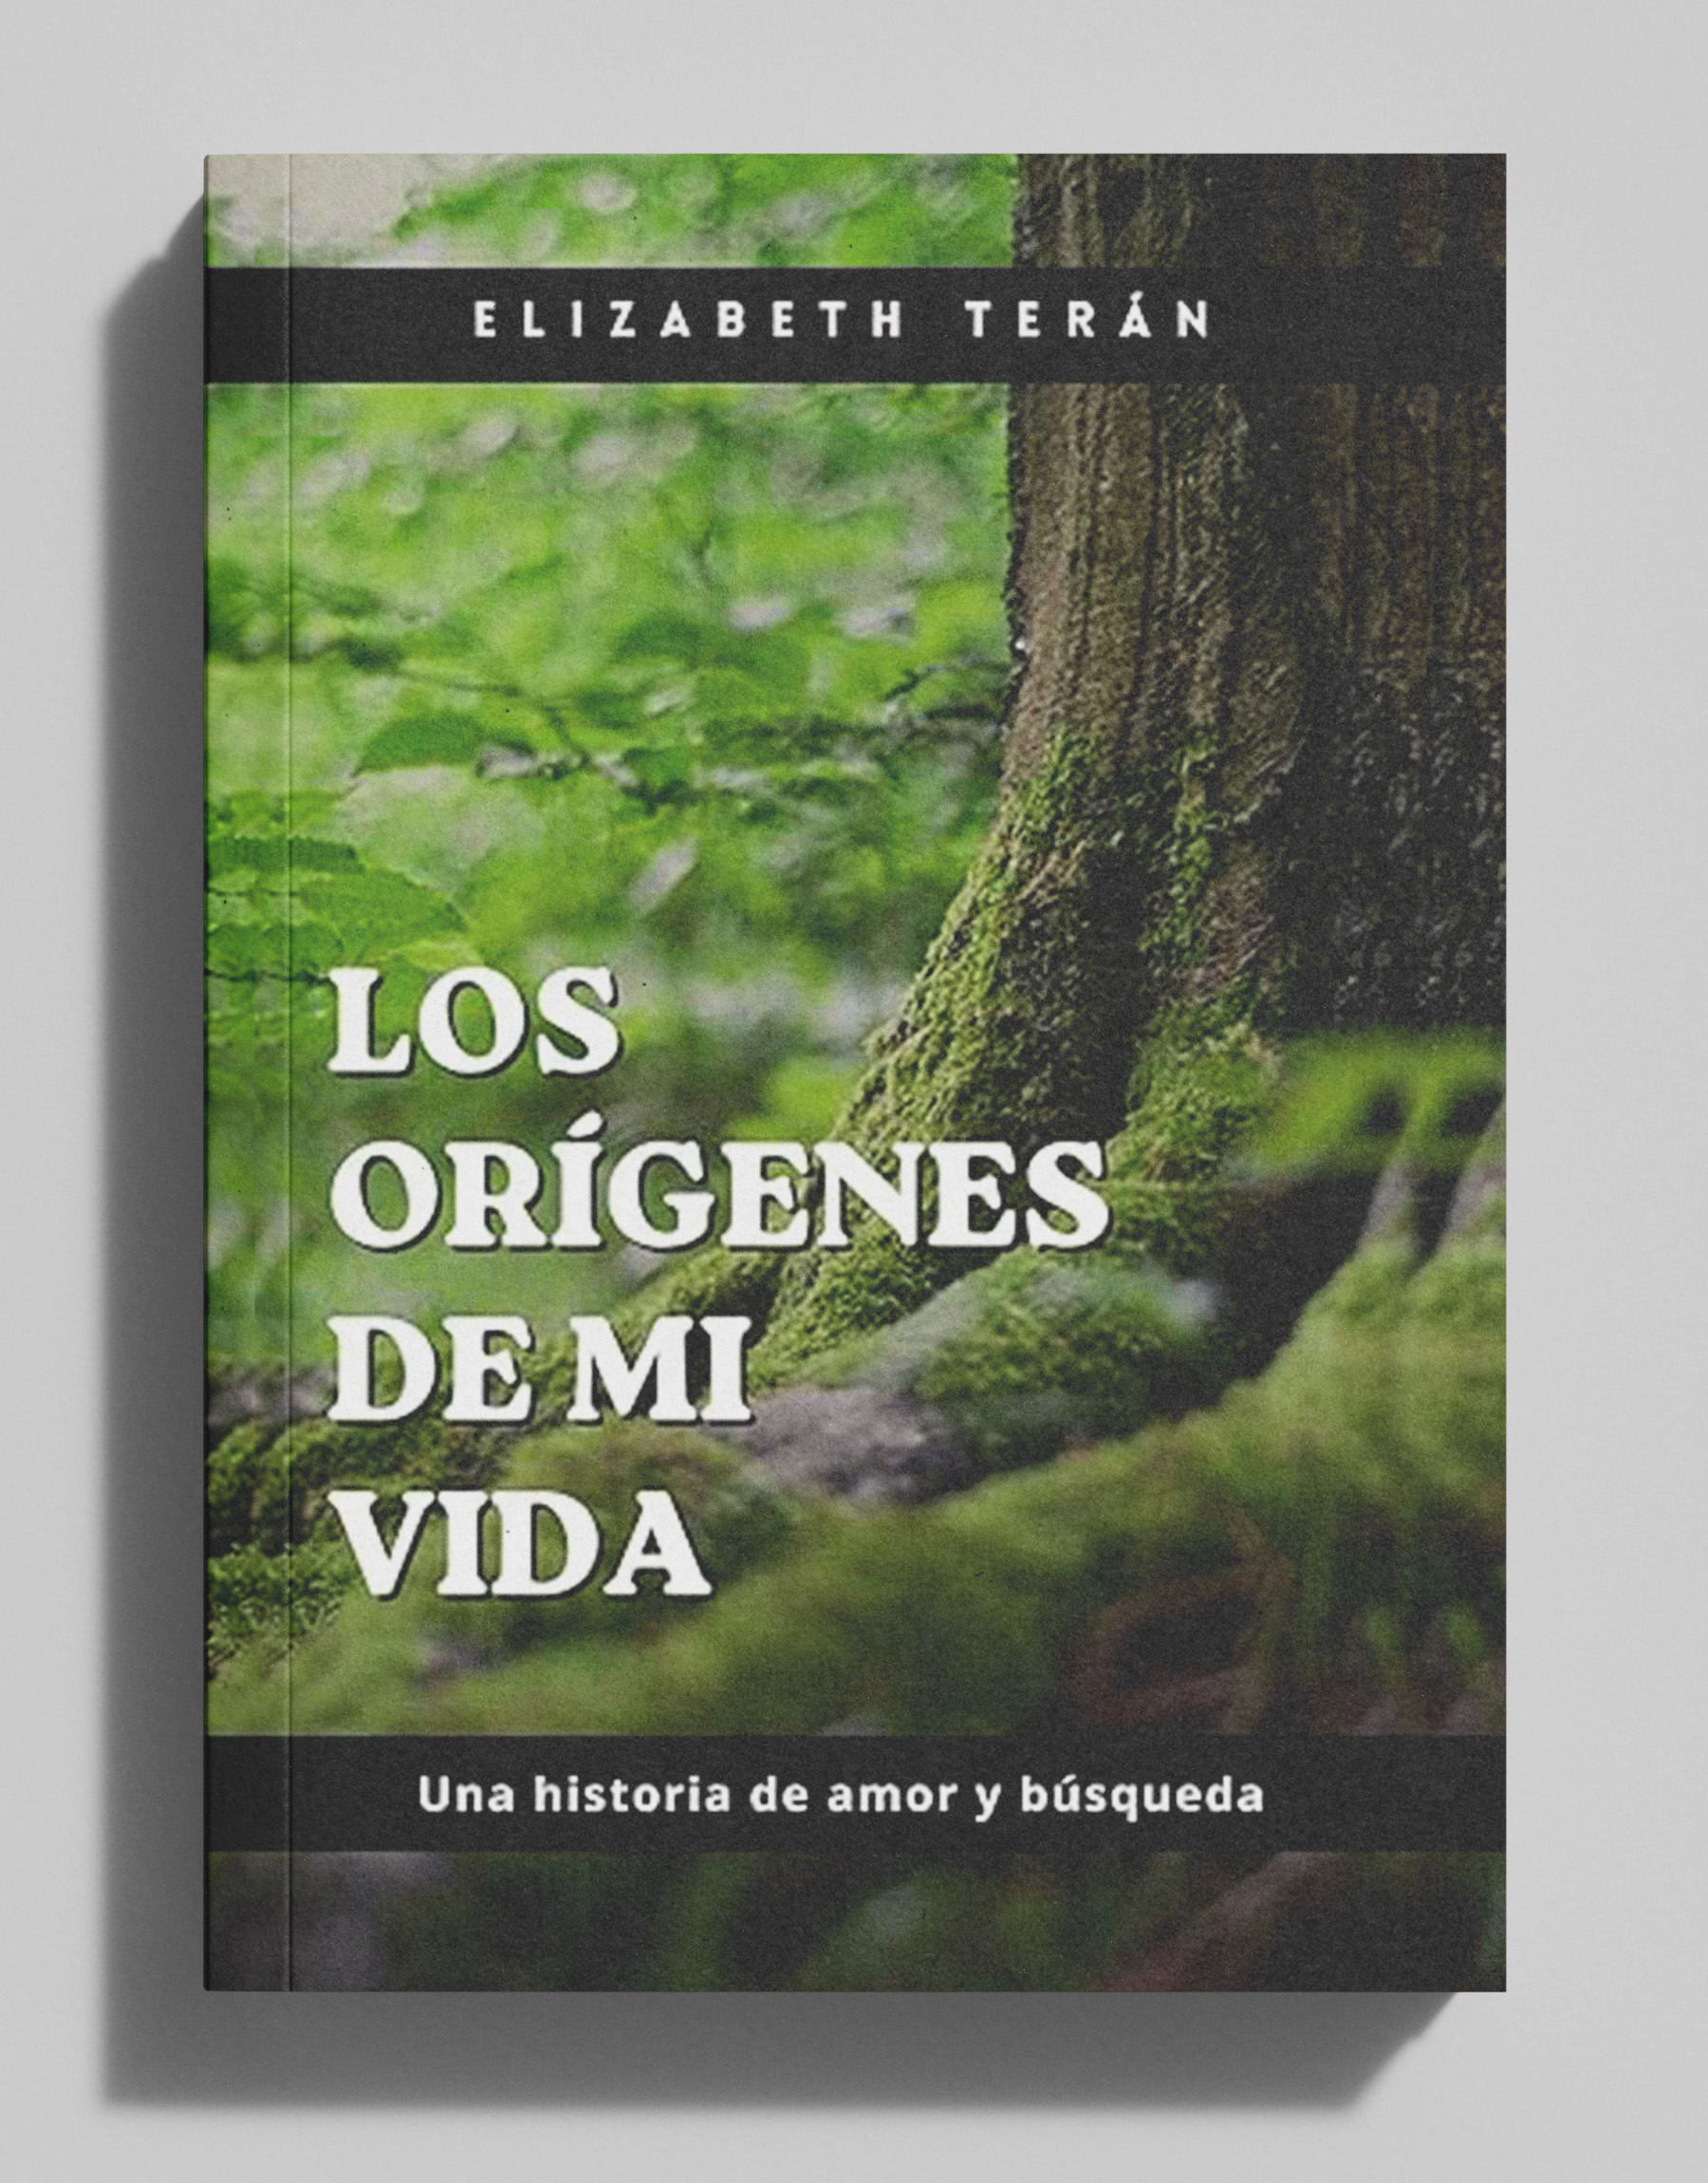 ELIZABETH TERÁN
LOS
ORÍGENES
DE MI
VIDA
Una historia de amor y búsqueda